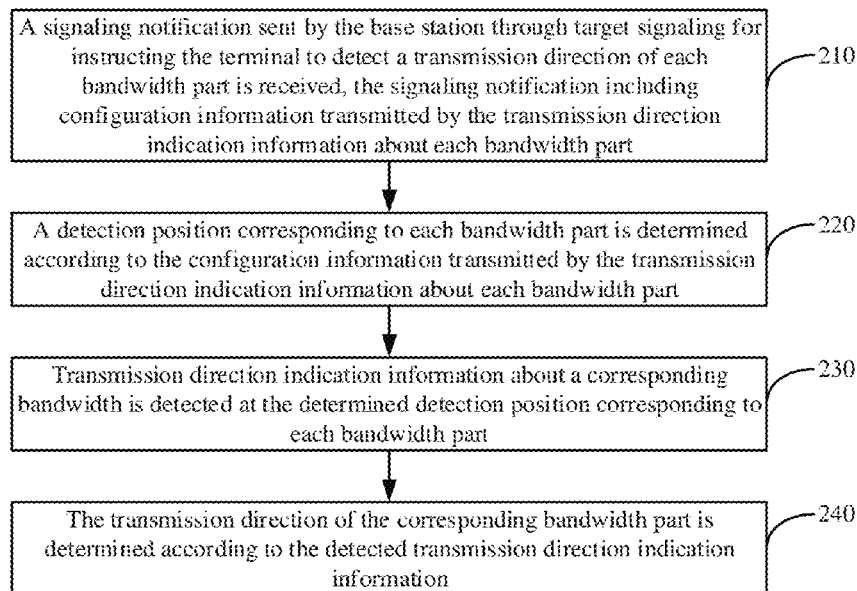 A signaling notification sent by the base station through target signaling for
instructing the terminal to detect a transmission direction of each
bandwidth part is received, the signaling notification including
configuration information transmitted by the transmission direction
indication information about each bandwidth part
210
A detection position corresponding to each bandwidth part is determined
according to the configuration information transmitted by the transmission
direction indication information about each bandwidth part
220
Transmission direction indication information about a corresponding
bandwidth is detected at the determined detection position corresponding to
each bandwidth part
230
The transmission direction of the corresponding bandwidth part is
determined according to the detected transmission direction indication
information
240